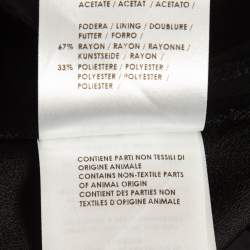 ACETATE / ACETAT / ACETATO /
FODERA / LINING / DOUBLURE /
FUTTER / FORRO /
67% RAYON / RAYON / RAYONNE /
KUNSTSEIDE / RAYON /
33% POLIESTERE / POLYESTER /
POLYESTER / POLYESTER /
POLIESTER /
CONTIENE PARTI NON TESSILI DI
ORIGINE ANIMALE
CONTAINS NON-TEXTILE PARTS
OF ANIMAL ORIGIN
CONTIENT DES PARTIES NON
TEXTILES D'ORIGINE ANIMALE